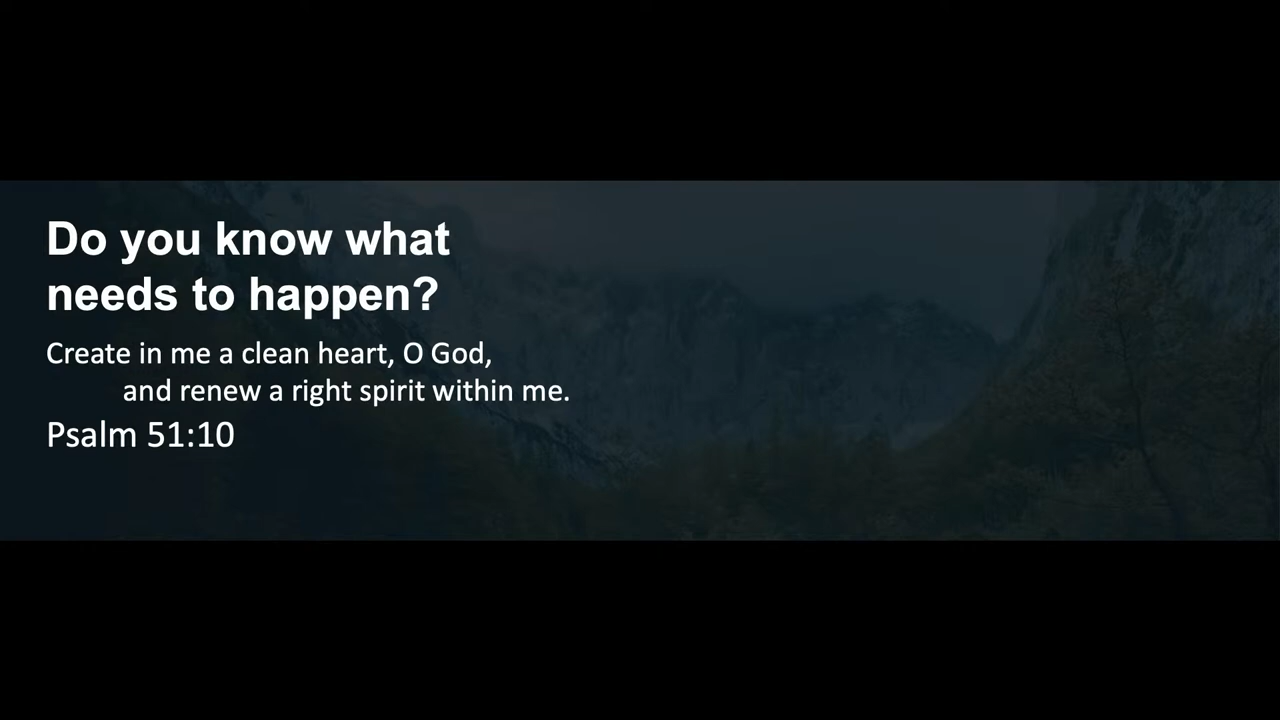 Do you know what
needs to happen?
Create in me a clean heart, O God,
and renew a right spirit within me.
Psalm 51:10